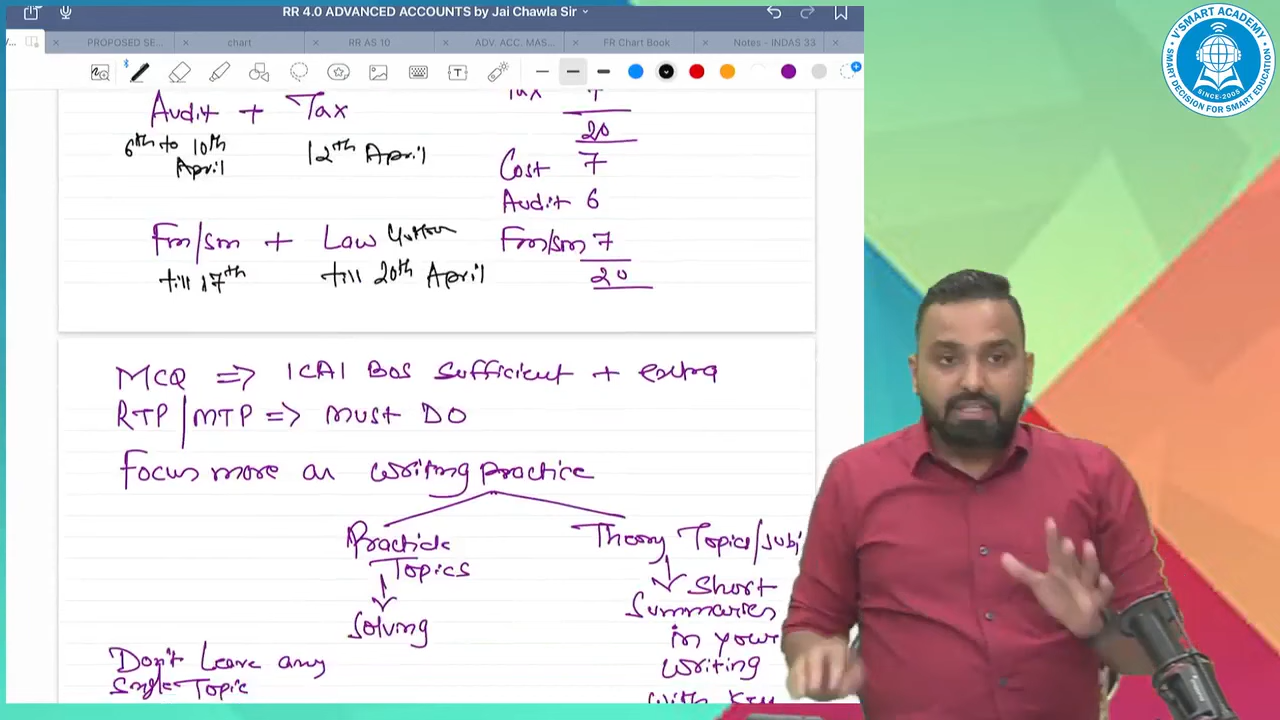 RR 4.0 ADVANCED ACCOUNTS by Jai Chawla Sir
PROPOSED SE...
chart
RR AS 10
ADV. ACC. MAS...
FR Chart Book
Notes - INDAS 33
V'SMART ACADEMY
SMART DECISION FOR SMART EDUCATION
SINCE-2005
Audit + Tax
6th to 10th April
12th April
Fm/sm + Law
till 17th
till 20th April
Tax
20
Cost 7
Audit 6
Fm/sm 7
20
MCQ => ICAI BOS Sufficient + extra
RTP | MTP => Must DO
Focus more on Writing practice
Practice Topics
Solving
Theory Topics/subj
Short Summaries in your writing
with Key
Don't Leave any Single Topic